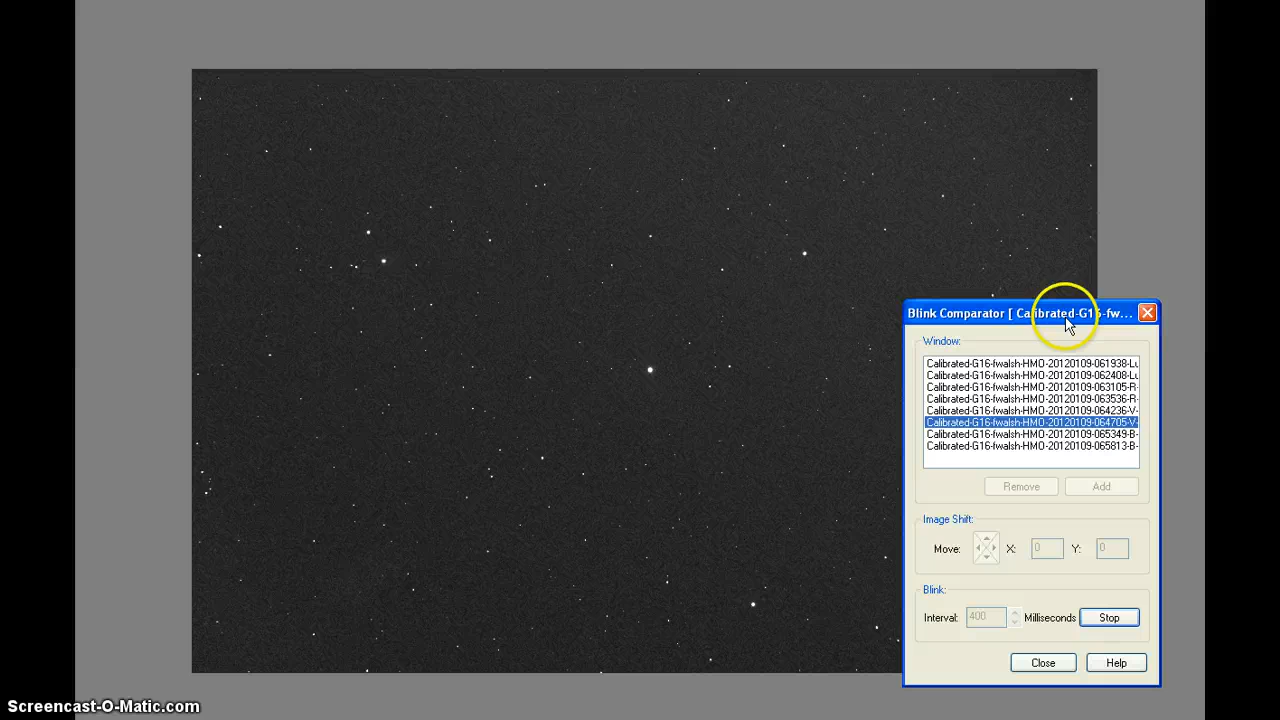 Blink Comparator [ Calibrated-G16-fw...
Window:
Calibrated-G16-fwalsh-HMO-20120109-061938-Lu
Calibrated-G16-fwalsh-HMO-20120109-062408-Lu
Calibrated-G16-fwalsh-HMO-20120109-063105-R-
Calibrated-G16-fwalsh-HMO-20120109-063536-R-
Calibrated-G16-fwalsh-HMO-20120109-064236-V-
Calibrated-G16-fwalsh-HMO-20120109-064705-V-
Calibrated-G16-fwalsh-HMO-20120109-065349-B-
Calibrated-G16-fwalsh-HMO-20120109-065813-B-
Remove Add
Image Shift:
Move: X: 0 Y: 0
Blink:
Interval: 400 Milliseconds Stop
Close Help
Screencast-O-Matic.com